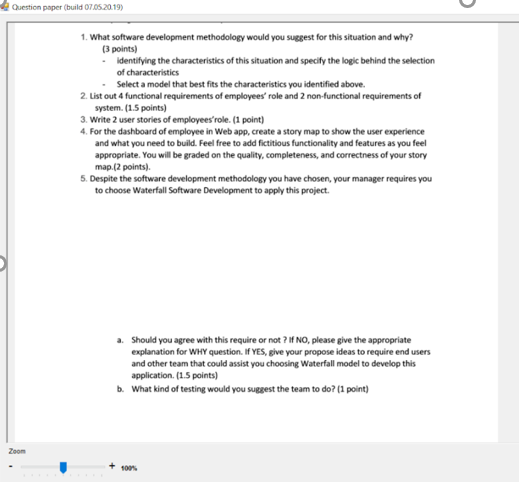 Question paper (build 07.05.20.19)
1. What software development methodology would you suggest for this situation and why?
(3 points)
- identifying the characteristics of this situation and specify the logic behind the selection
of characteristics
- Select a model that best fits the characteristics you identified above.
2. List out 4 functional requirements of employees' role and 2 non-functional requirements of
system. (1.5 points)
3. Write 2 user stories of employees'role. (1 point)
4. For the dashboard of employee in Web app, create a story map to show the user experience
and what you need to build. Feel free to add fictitious functionality and features as you feel
appropriate. You will be graded on the quality, completeness, and correctness of your story
map.(2 points).
5. Despite the software development methodology you have chosen, your manager requires you
to choose Waterfall Software Development to apply this project.
a. Should you agree with this require or not ? If NO, please give the appropriate
explanation for WHY question. If YES, give your propose ideas to require end users
and other team that could assist you choosing Waterfall model to develop this
application. (1.5 points)
b. What kind of testing would you suggest the team to do? (1 point)
Zoom
- + 100%